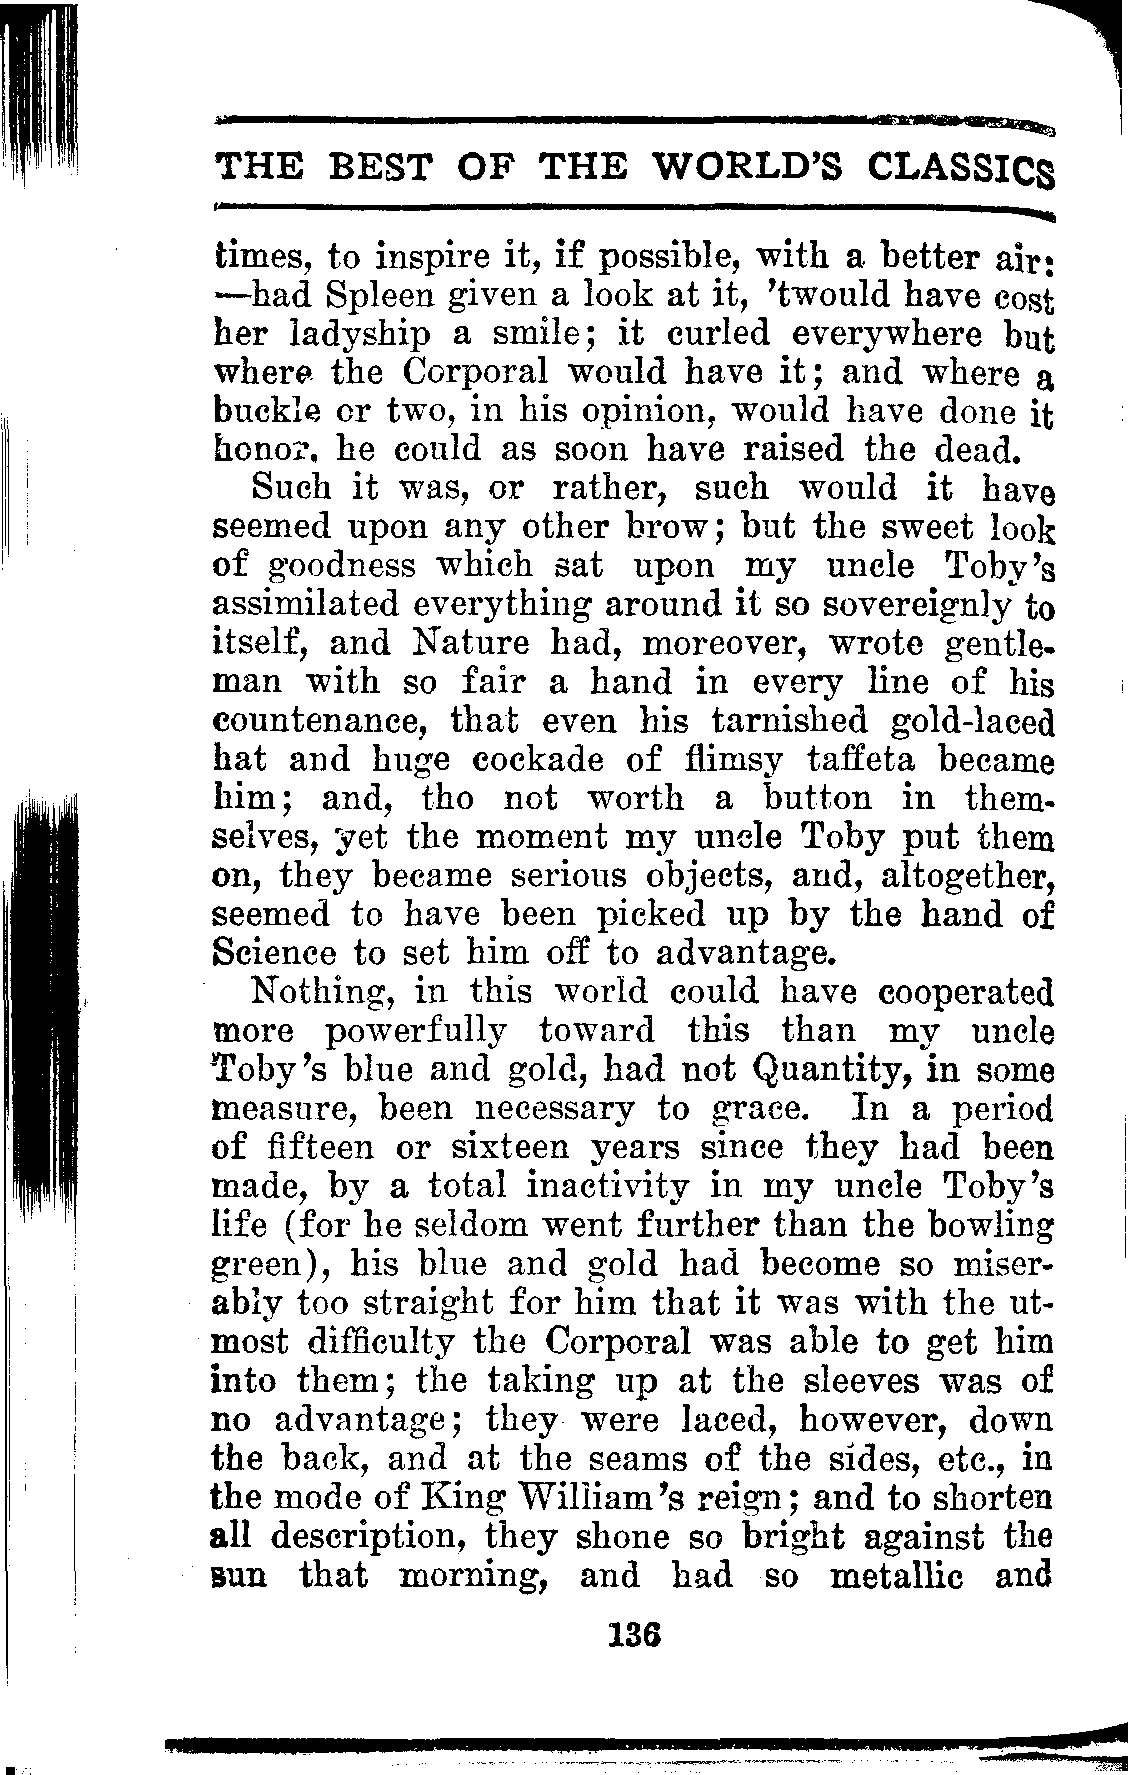 THE BEST OF THE WORLD'S CLASSICS
times, to inspire it, if possible, with a better air:
—had Spleen given a look at it, 'twould have cost
her ladyship a smile; it curled everywhere but
where the Corporal would have it; and where a
buckle or two, in his opinion, would have done it
honor, he could as soon have raised the dead.
Such it was, or rather, such would it have
seemed upon any other brow; but the sweet look
of goodness which sat upon my uncle Toby's
assimilated everything around it so sovereignly to
itself, and Nature had, moreover, wrote gentle-
man with so fair a hand in every line of his
countenance, that even his tarnished gold-laced
hat and huge cockade of flimsy taffeta became
him; and, tho not worth a button in them-
selves, yet the moment my uncle Toby put them
on, they became serious objects, and, altogether,
seemed to have been picked up by the hand of
Science to set him off to advantage.
Nothing, in this world could have cooperated
more powerfully toward this than my uncle
Toby's blue and gold, had not Quantity, in some
measure, been necessary to grace. In a period
of fifteen or sixteen years since they had been
made, by a total inactivity in my uncle Toby's
life (for he seldom went further than the bowling
green), his blue and gold had become so miser-
ably too straight for him that it was with the ut-
most difficulty the Corporal was able to get him
into them; the taking up at the sleeves was of
no advantage; they were laced, however, down
the back, and at the seams of the sides, etc., in
the mode of King William's reign; and to shorten
all description, they shone so bright against the
sun that morning, and had so metallic and
136